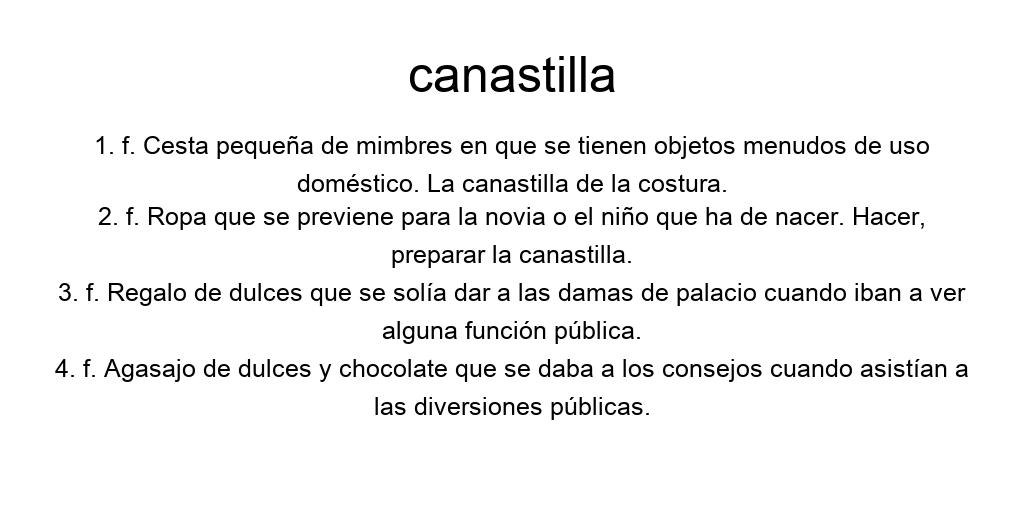 canastilla
1. f. Cesta pequeña de mimbres en que se tienen objetos menudos de uso
doméstico. La canastilla de la costura.
2. f. Ropa que se previene para la novia o el niño que ha de nacer. Hacer,
preparar la canastilla.
3. f. Regalo de dulces que se solía dar a las damas de palacio cuando iban a ver
alguna función pública.
4. f. Agasajo de dulces y chocolate que se daba a los consejos cuando asistían a
las diversiones públicas.